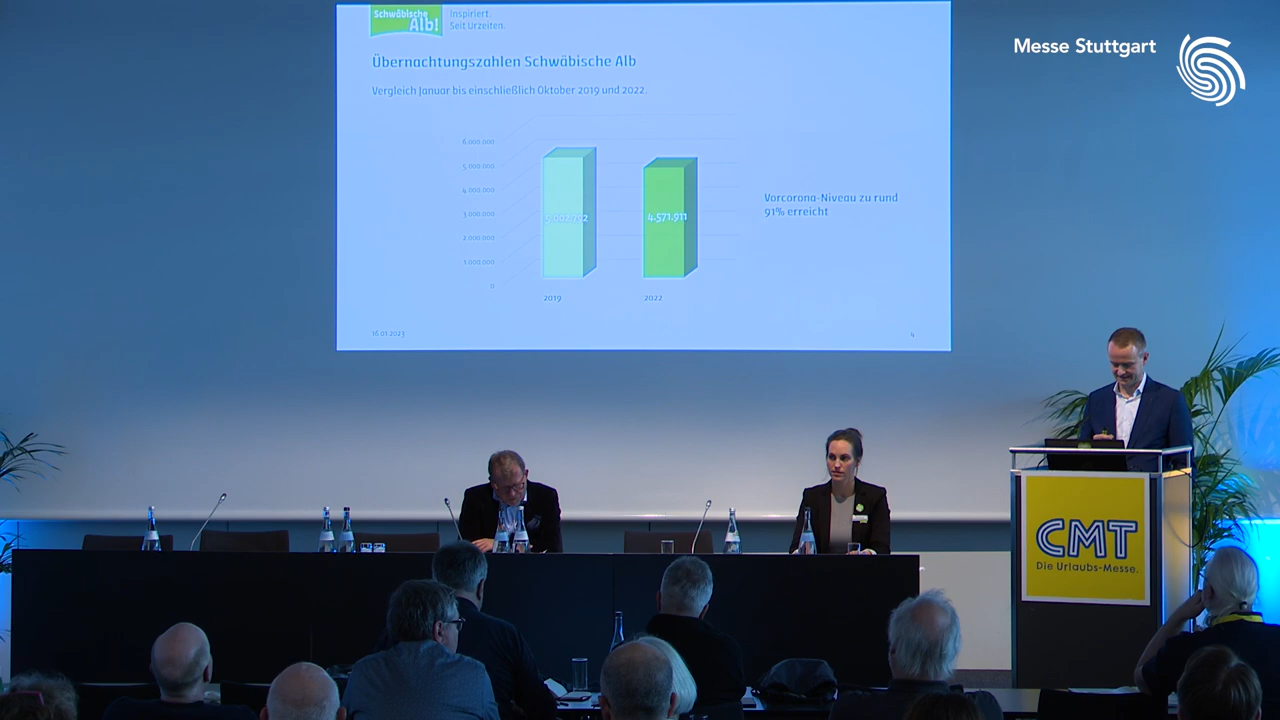 Schwäbische
Alb!
Inspiriert.
Seit Urzeiten.
Messe Stuttgart
Übernachtungszahlen Schwäbische Alb
Vergleich Januar bis einschließlich Oktober 2019 und 2022.
6.000.000
5.000.000
4.000.000
3.000.000
2.000.000
1.000.000
0
4.571.911
2019
2022
Vorcorona-Niveau zu rund
91% erreicht
16.01.2023
4
CMT
Die Urlaubs-Messe.